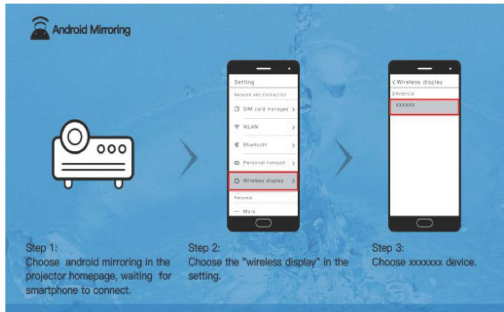 Android Mirroring
Setting
Network and Connection
SIM card manages >
WLAN >
Bluetooth >
Personal hotspot >
Wireless display >
Personal
··· More
< Wireless display
Android
xxxxxx
Step 1:
Choose android mirroring in the
projector homepage, waiting for
smartphone to connect.
Step 2:
Choose the "wireless display" in the
setting.
Step 3:
Choose xxxxxxx device.